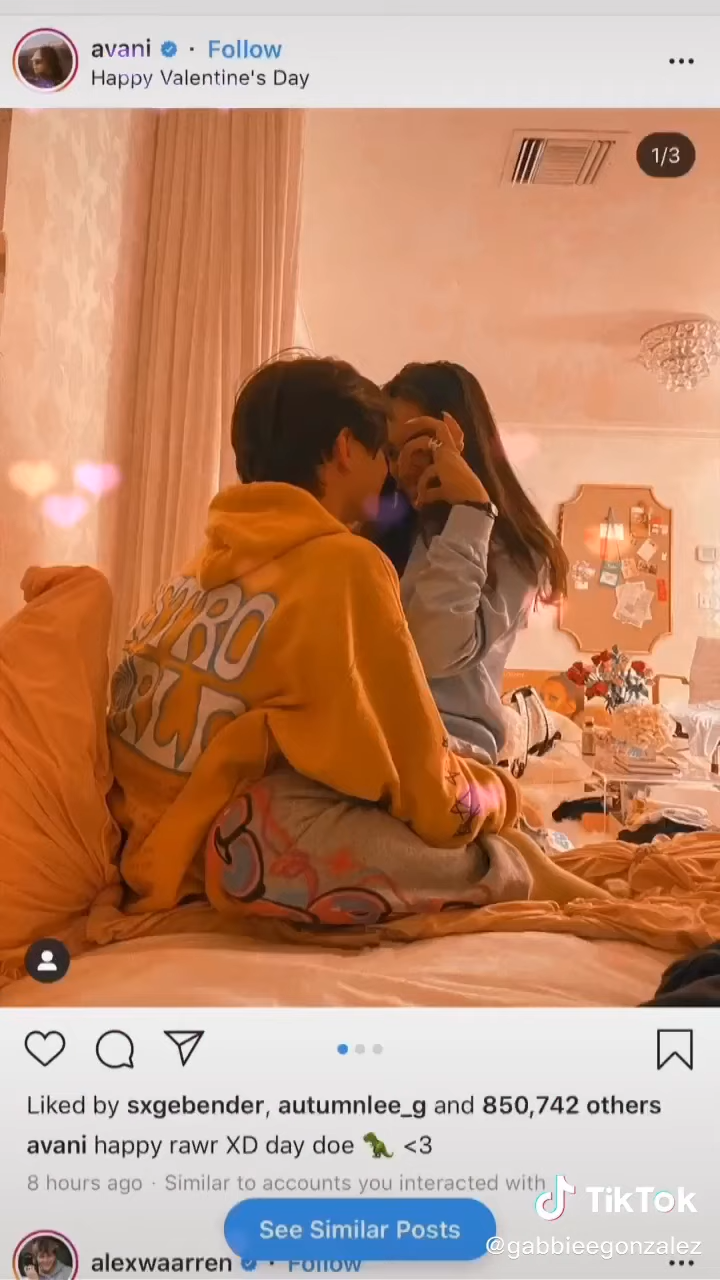 avani · Follow
Happy Valentine's Day
1/3
STRO
RLD
Liked by sxgebender, autumnlee_g and 850,742 others
avani happy rawr XD day doe 🦖 <3
8 hours ago · Similar to accounts you interacted with
TikTok
See Similar Posts
@gabbieegonzalez
alexwaarren · Follow